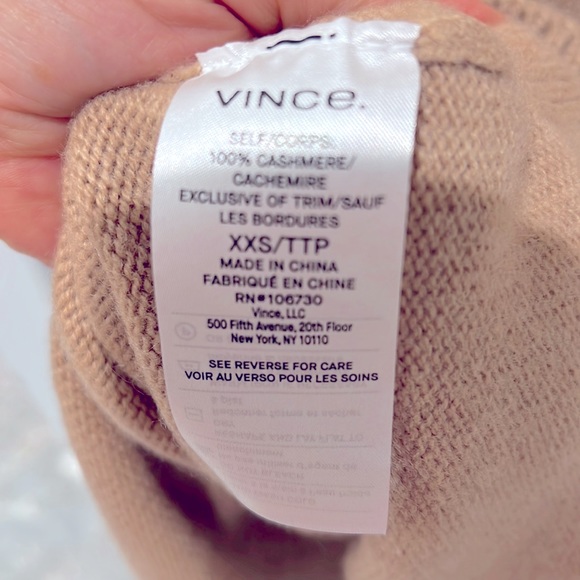 VINCE.
SELF/CORPS:
100% CASHMERE/
CACHEMIRE
EXCLUSIVE OF TRIM/SAUF
LES BORDURES
XXS/TTP
MADE IN CHINA
FABRIQUÉ EN CHINE
RN#106730
Vince, LLC
500 Fifth Avenue, 20th Floor
New York, NY 10110
SEE REVERSE FOR CARE
VOIR AU VERSO POUR LES SOINS